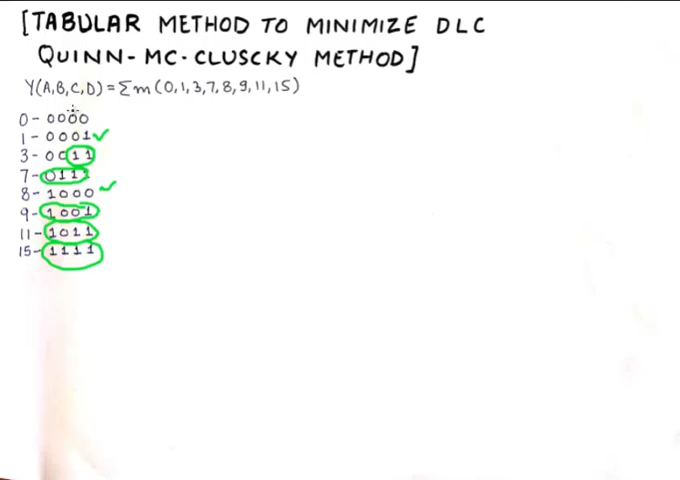 [TABULAR METHOD TO MINIMIZE DLC
QUINN-MC-CLUSCKY METHOD]
Y(A,B,C,D)=Σm(0,1,3,7,8,9,11,15)
0-0000
1-0001✓
3-0011
7-0111
8-1000✓
9-1001
11-1011
15-1111